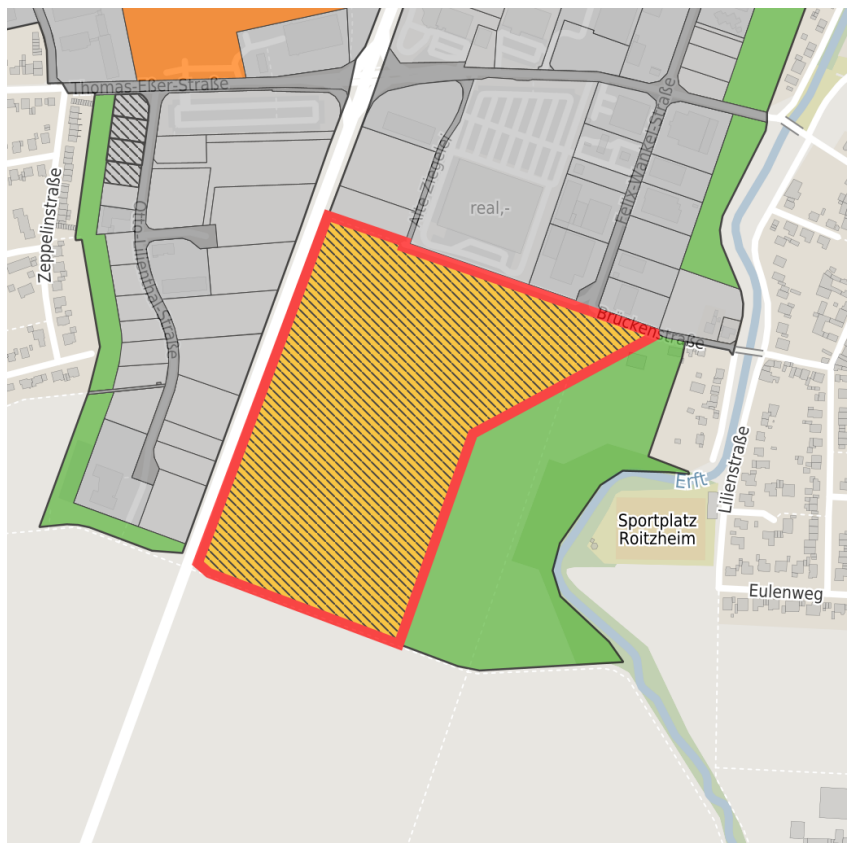 Thomas-Eßer-Straße
Zeppelinstraße
Otto-Lilienthal-Straße
Alte Ziegelei
real,-
Felix-Wankel-Straße
Brückenstraße
Erft
Lilienstraße
Sportplatz
Roitzheim
Eulenweg